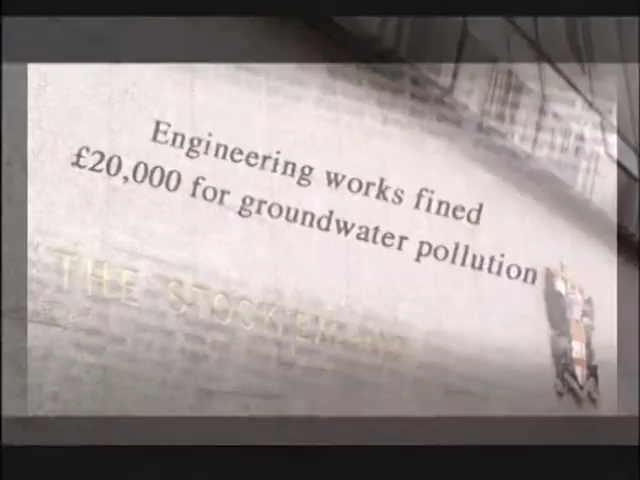 Engineering works fined
£20,000 for groundwater pollution
THE STOCK EXCHANGE